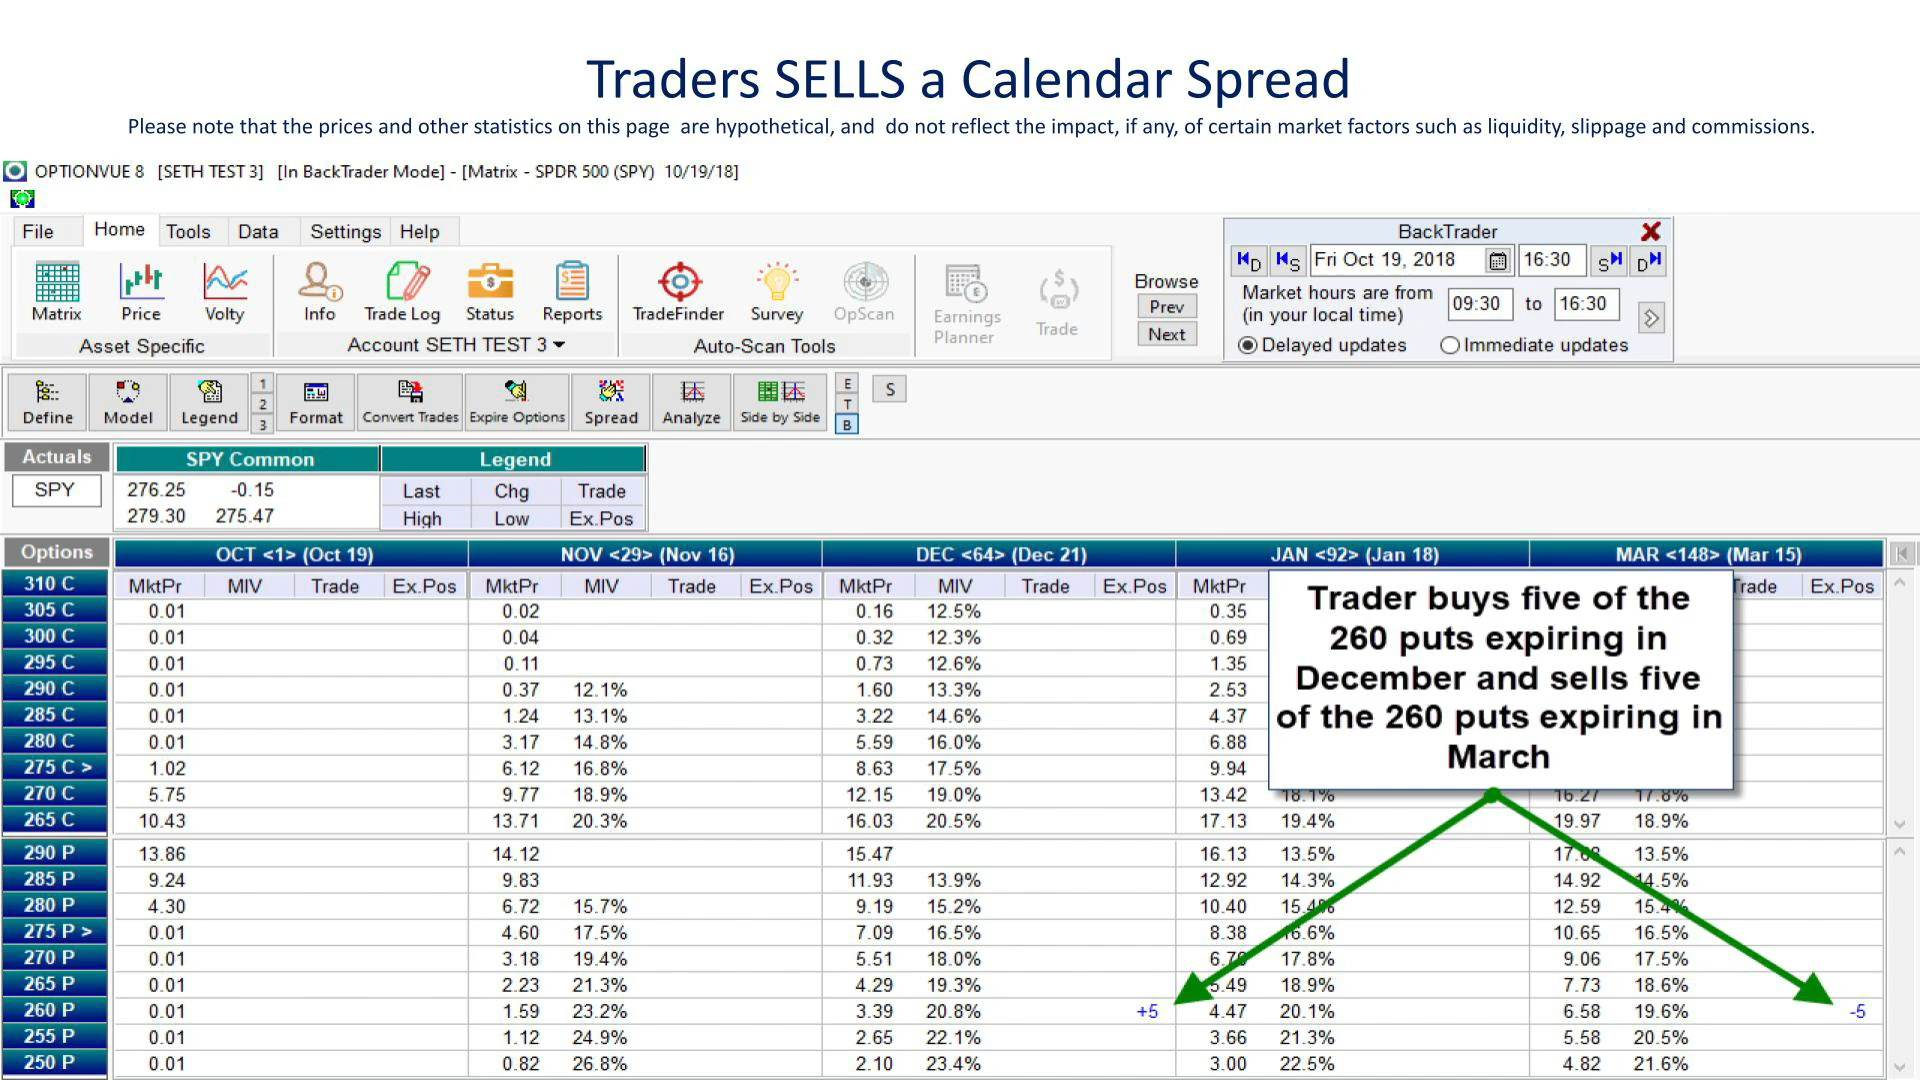 Traders SELLS a Calendar Spread
Please note that the prices and other statistics on this page are hypothetical, and do not reflect the impact, if any, of certain market factors such as liquidity, slippage and commissions.
OPTIONVUE 8 [SETH TEST 3] [In BackTrader Mode] - [Matrix - SPDR 500 (SPY) 10/19/18]
File Home Tools Data Settings Help
Matrix Price Volty Info Trade Log Status Reports TradeFinder Survey OpScan Earnings Planner Trade
Asset Specific Account SETH TEST 3 Auto-Scan Tools
Browse
Prev
Next
BackTrader
D S Fri Oct 19, 2018 16:30 S D
Market hours are from 09:30 to 16:30
(in your local time)
Delayed updates Immediate updates
Define Model Legend 1 2 3 Format Convert Trades Expire Options Spread Analyze Side by Side E T B S
Actuals SPY Common Legend
SPY 276.25 -0.15 Last Chg Trade
279.30 275.47 High Low Ex.Pos
Options OCT <1> (Oct 19) NOV <29> (Nov 16) DEC <64> (Dec 21) JAN <92> (Jan 18) MAR <148> (Mar 15)
310 C MktPr MIV Trade Ex.Pos MktPr MIV Trade Ex.Pos MktPr MIV Trade Ex.Pos MktPr Trade Ex.Pos
305 C 0.01 0.02 0.16 12.5% 0.35
300 C 0.01 0.04 0.32 12.3% 0.69
295 C 0.01 0.11 0.73 12.6% 1.35
290 C 0.01 0.37 12.1% 1.60 13.3% 2.53
285 C 0.01 1.24 13.1% 3.22 14.6% 4.37
280 C 0.01 3.17 14.8% 5.59 16.0% 6.88
275 C > 1.02 6.12 16.8% 8.63 17.5% 9.94
270 C 5.75 9.77 18.9% 12.15 19.0% 13.42 18.1% 16.27 17.8%
265 C 10.43 13.71 20.3% 16.03 20.5% 17.13 19.4% 19.97 18.9%
Trader buys five of the
260 puts expiring in
December and sells five
of the 260 puts expiring in
March
290 P 13.86 14.12 15.47 16.13 13.5% 13.5%
285 P 9.24 9.83 11.93 13.9% 12.92 14.3% 14.92 14.5%
280 P 4.30 6.72 15.7% 9.19 15.2% 10.40 15.4% 12.59 15.4%
275 P > 0.01 4.60 17.5% 7.09 16.5% 8.38 16.6% 10.65 16.5%
270 P 0.01 3.18 19.4% 5.51 18.0% 17.8% 9.06 17.5%
265 P 0.01 2.23 21.3% 4.29 19.3% 5.49 18.9% 7.73 18.6%
260 P 0.01 1.59 23.2% 3.39 20.8% +5 4.47 20.1% 6.58 19.6% -5
255 P 0.01 1.12 24.9% 2.65 22.1% 3.66 21.3% 5.58 20.5%
250 P 0.01 0.82 26.8% 2.10 23.4% 3.00 22.5% 4.82 21.6%